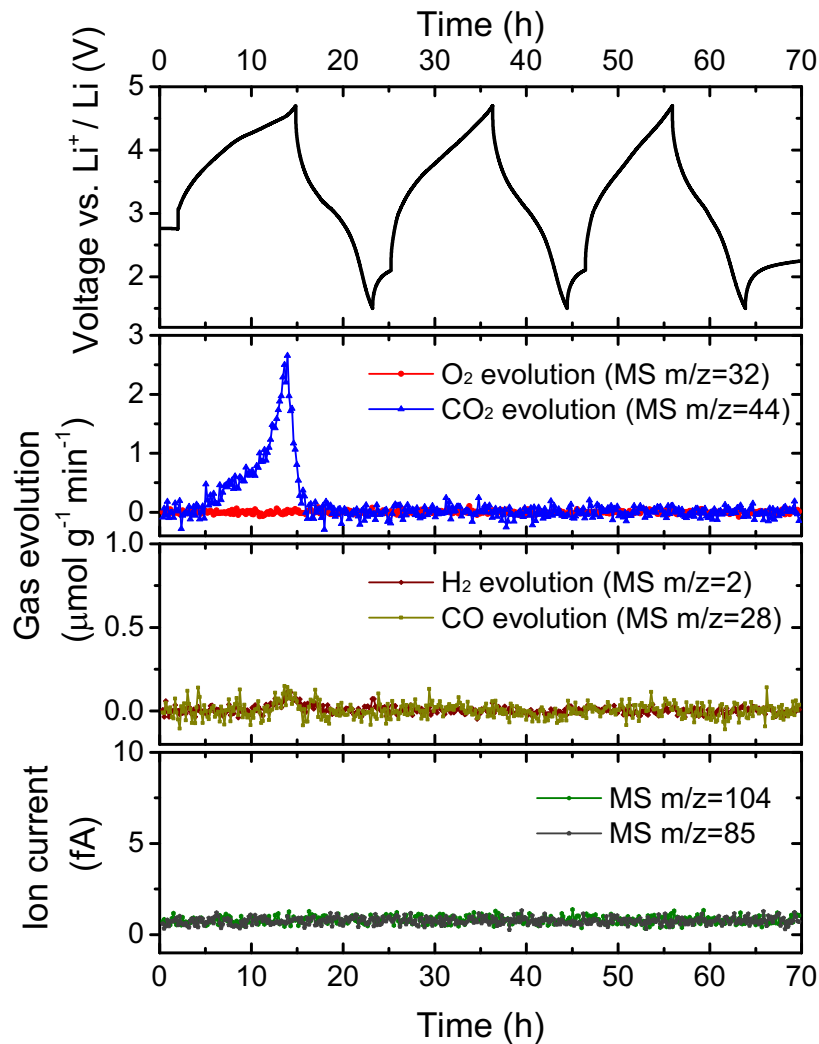 Time (h)
0 10 20 30 40 50 60 70
Voltage vs. Li⁺ / Li (V)
5
4
3
2
1
3
O₂ evolution (MS m/z=32)
2
CO₂ evolution (MS m/z=44)
1
0
Gas evolution
(μmol g⁻¹ min⁻¹)
1.0
H₂ evolution (MS m/z=2)
CO evolution (MS m/z=28)
0.5
0.0
Ion current
(fA)
10
MS m/z=104
MS m/z=85
5
0
0 10 20 30 40 50 60 70
Time (h)